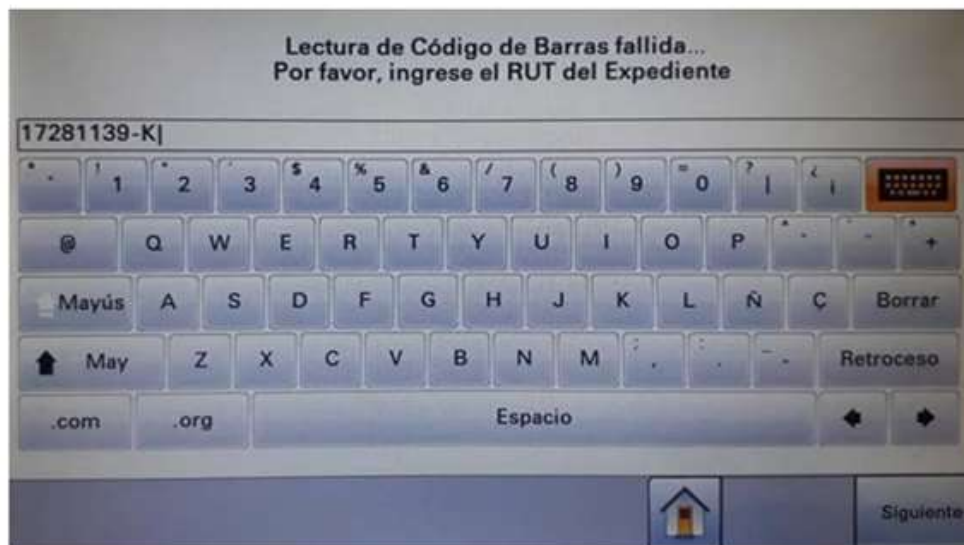 Lectura de Código de Barras fallida...
Por favor, ingrese el RUT del Expediente
17281139-K
! 1 " 2 3 $ 4 % 5 & 6 / 7 ( 8 ) 9 = 0 ? ¿ ¡
@ Q W E R T Y U I O P +
Mayús A S D F G H J K L Ñ Ç Borrar
May Z X C V B N M ; , : . _ - Retroceso
.com .org Espacio
Siguiente